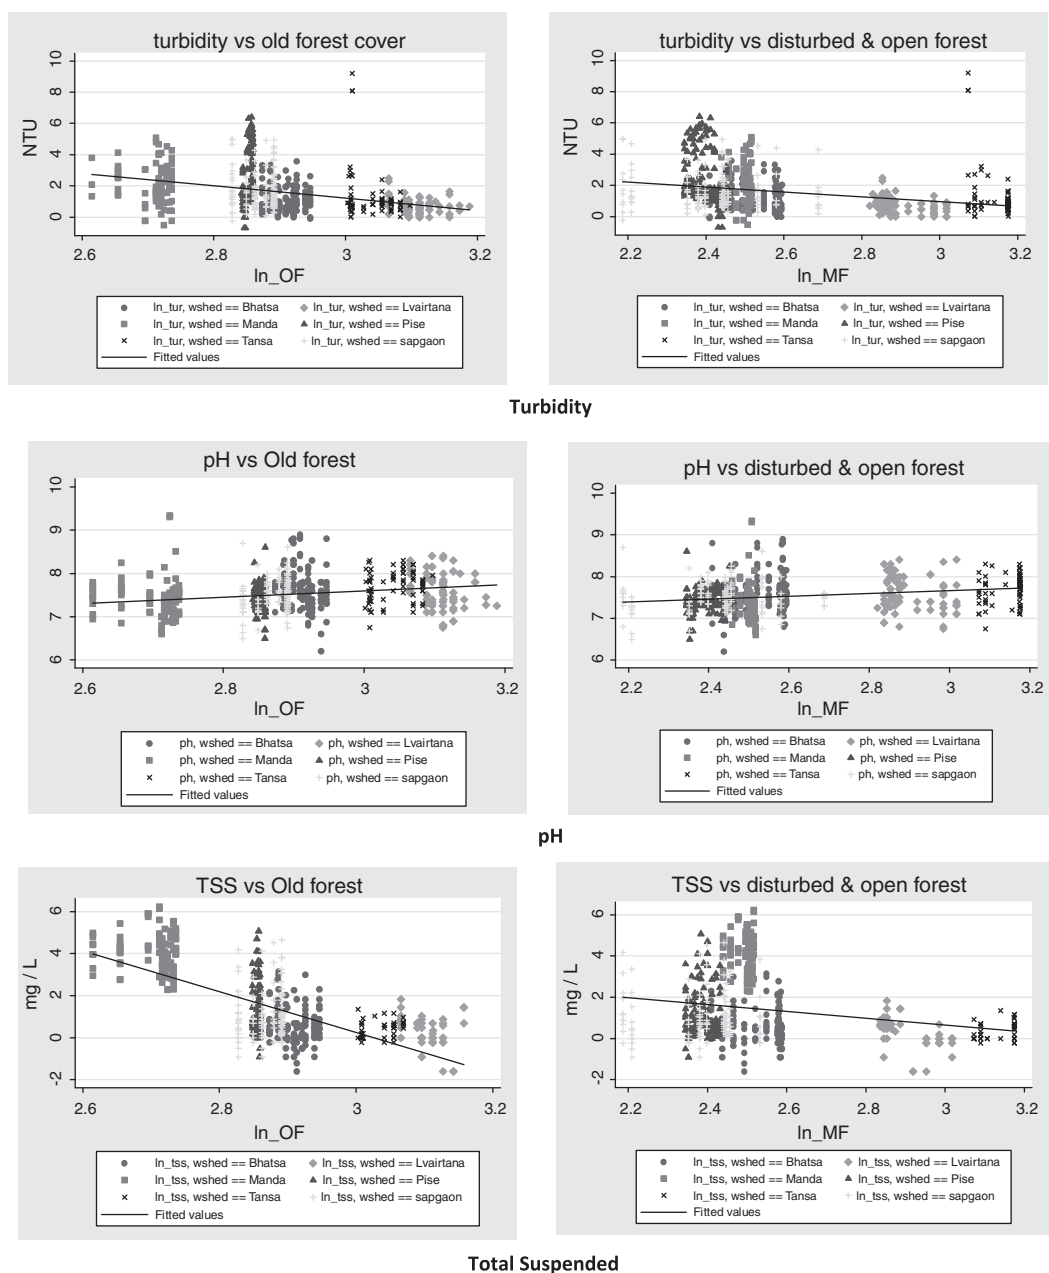 turbidity vs old forest cover
NTU
10
8
6
4
2
0
2.6 2.8 3 3.2
ln_OF
ln_tur, wshed == Bhatsa ln_tur, wshed == Lvairtana
ln_tur, wshed == Manda ln_tur, wshed == Pise
ln_tur, wshed == Tansa ln_tur, wshed == sapgaon
Fitted values
turbidity vs disturbed & open forest
NTU
10
8
6
4
2
0
2.2 2.4 2.6 2.8 3 3.2
ln_MF
ln_tur, wshed == Bhatsa ln_tur, wshed == Lvairtana
ln_tur, wshed == Manda ln_tur, wshed == Pise
ln_tur, wshed == Tansa ln_tur, wshed == sapgaon
Fitted values
Turbidity
pH vs Old forest
10
9
8
7
6
2.6 2.8 3 3.2
ln_OF
ph, wshed == Bhatsa ph, wshed == Lvairtana
ph, wshed == Manda ph, wshed == Pise
ph, wshed == Tansa ph, wshed == sapgaon
Fitted values
pH vs disturbed & open forest
10
9
8
7
6
2.2 2.4 2.6 2.8 3 3.2
ln_MF
ph, wshed == Bhatsa ph, wshed == Lvairtana
ph, wshed == Manda ph, wshed == Pise
ph, wshed == Tansa ph, wshed == sapgaon
Fitted values
pH
TSS vs Old forest
mg / L
6
4
2
0
-2
2.6 2.8 3 3.2
ln_OF
ln_tss, wshed == Bhatsa ln_tss, wshed == Lvairtana
ln_tss, wshed == Manda ln_tss, wshed == Pise
ln_tss, wshed == Tansa ln_tss, wshed == sapgaon
Fitted values
TSS vs disturbed & open forest
mg / L
6
4
2
0
-2
2.2 2.4 2.6 2.8 3 3.2
ln_MF
ln_tss, wshed == Bhatsa ln_tss, wshed == Lvairtana
ln_tss, wshed == Manda ln_tss, wshed == Pise
ln_tss, wshed == Tansa ln_tss, wshed == sapgaon
Fitted values
Total Suspended